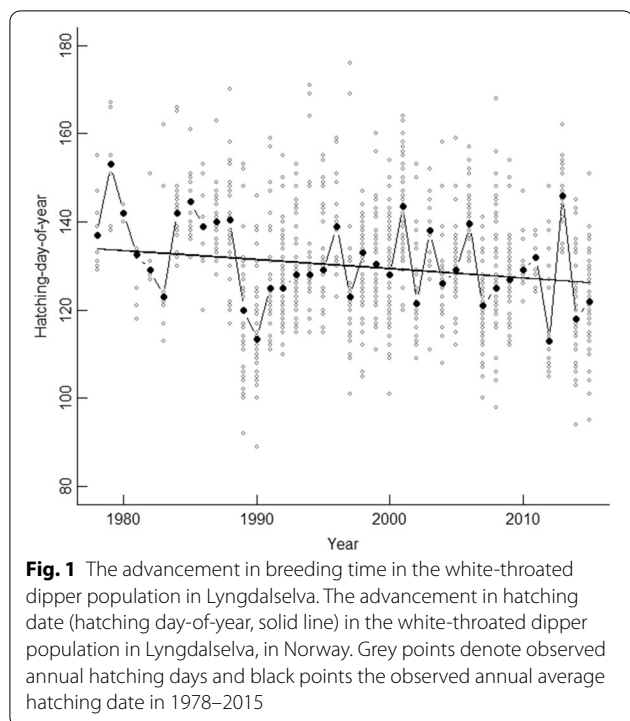 180
160
140
120
100
80
Hatching-day-of-year
1980
1990
2000
2010
Year
Fig. 1 The advancement in breeding time in the white-throated
dipper population in Lyngdalselva. The advancement in hatching
date (hatching day-of-year, solid line) in the white-throated dipper
population in Lyngdalselva, in Norway. Grey points denote observed
annual hatching days and black points the observed annual average
hatching date in 1978–2015